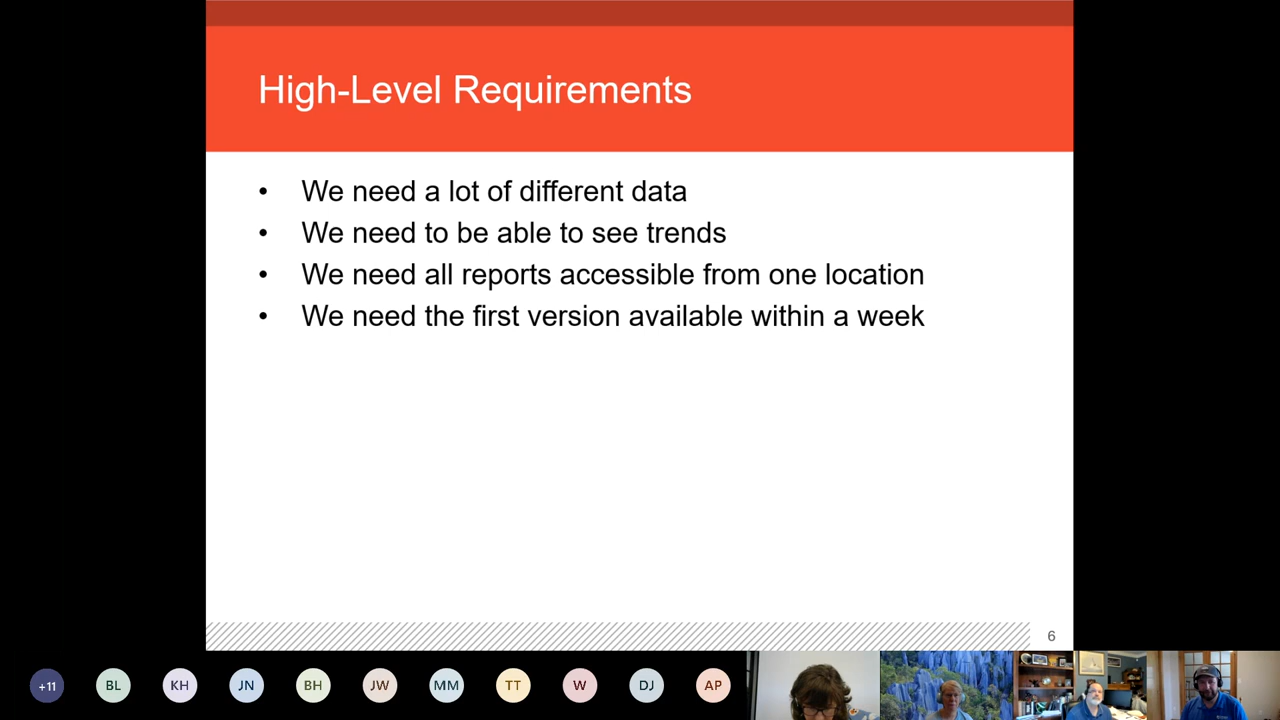 High-Level Requirements
• We need a lot of different data
• We need to be able to see trends
• We need all reports accessible from one location
• We need the first version available within a week
6
+11 BL KH JN BH JW MM TT W DJ AP